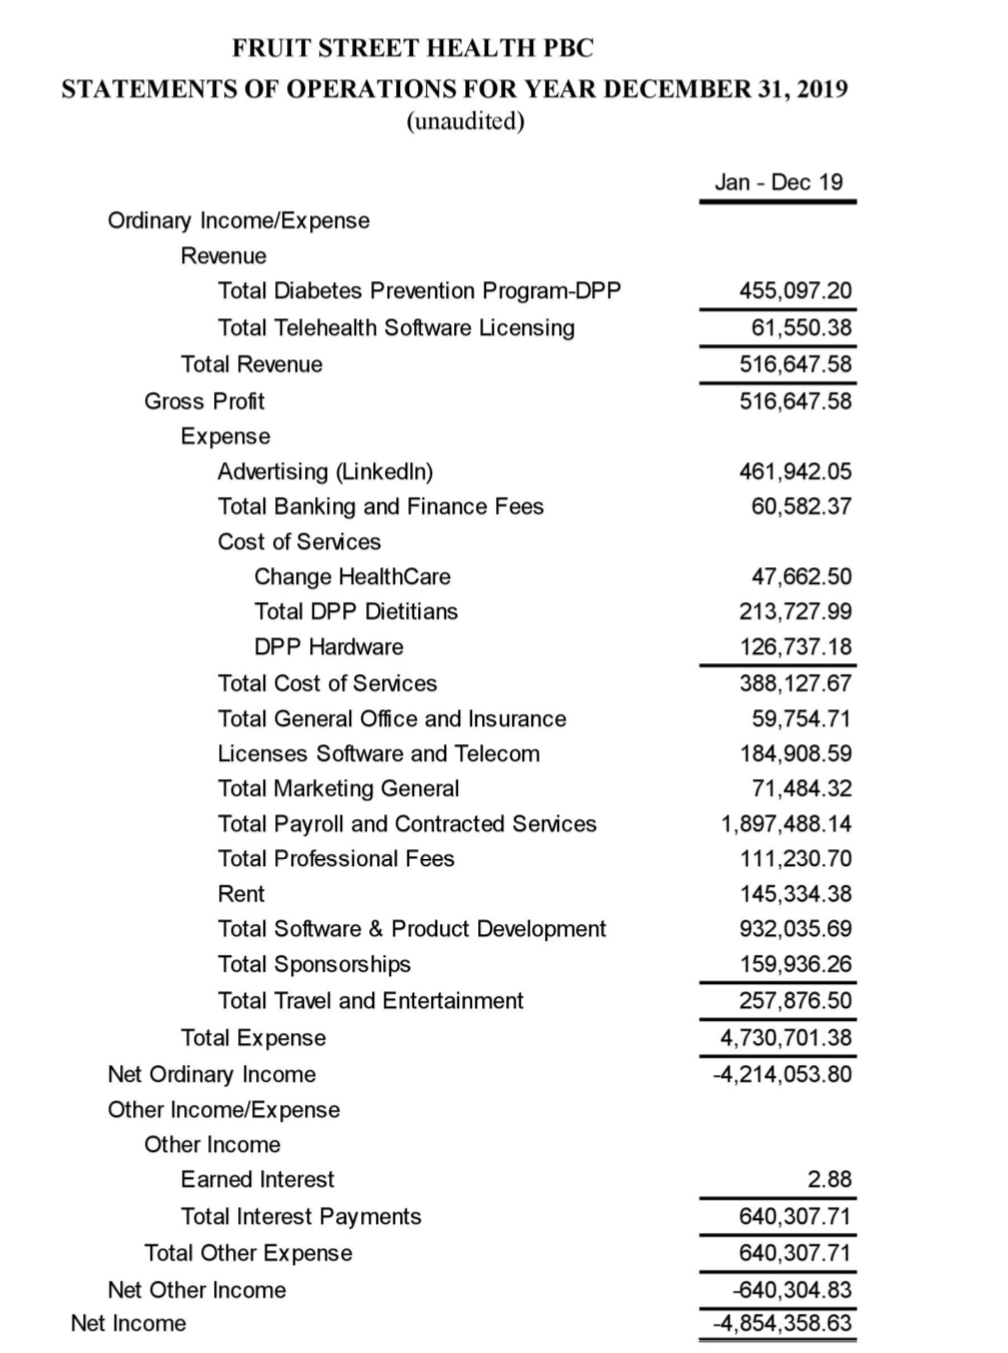 FRUIT STREET HEALTH PBC
STATEMENTS OF OPERATIONS FOR YEAR DECEMBER 31, 2019
(unaudited)
Jan - Dec 19
Ordinary Income/Expense
Revenue
Total Diabetes Prevention Program-DPP 455,097.20
Total Telehealth Software Licensing 61,550.38
Total Revenue 516,647.58
Gross Profit 516,647.58
Expense
Advertising (LinkedIn) 461,942.05
Total Banking and Finance Fees 60,582.37
Cost of Services
Change HealthCare 47,662.50
Total DPP Dietitians 213,727.99
DPP Hardware 126,737.18
Total Cost of Services 388,127.67
Total General Office and Insurance 59,754.71
Licenses Software and Telecom 184,908.59
Total Marketing General 71,484.32
Total Payroll and Contracted Services 1,897,488.14
Total Professional Fees 111,230.70
Rent 145,334.38
Total Software & Product Development 932,035.69
Total Sponsorships 159,936.26
Total Travel and Entertainment 257,876.50
Total Expense 4,730,701.38
Net Ordinary Income -4,214,053.80
Other Income/Expense
Other Income
Earned Interest 2.88
Total Interest Payments 640,307.71
Total Other Expense 640,307.71
Net Other Income -640,304.83
Net Income -4,854,358.63